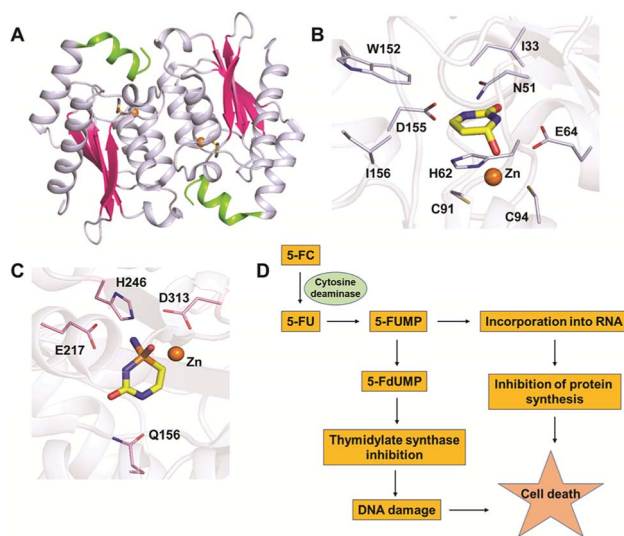 A
B
W152
I33
N51
D155
E64
I156
H62
Zn
C91
C94
C
H246
D313
E217
Zn
Q156
D
5-FC
Cytosine
deaminase
5-FU
5-FUMP
Incorporation into RNA
5-FdUMP
Inhibition of protein
synthesis
Thymidylate synthase
inhibition
Cell death
DNA damage